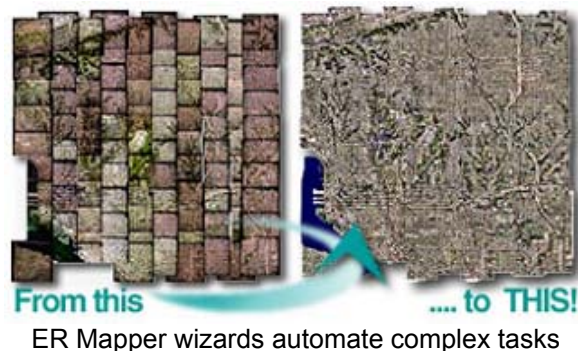 From this
.... to THIS!
ER Mapper wizards automate complex tasks